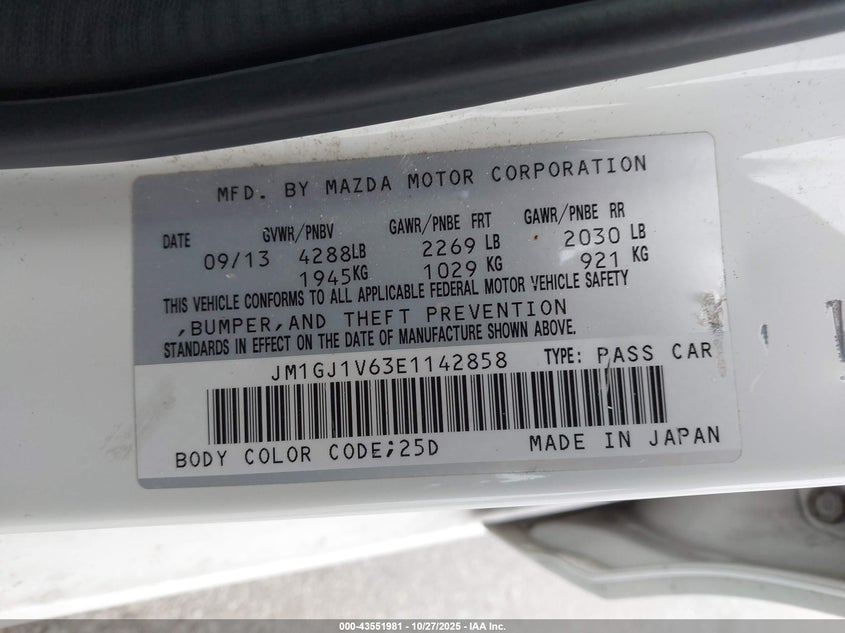 MFD. BY MAZDA MOTOR CORPORATION
DATE GVWR/PNBV GAWR/PNBE FRT GAWR/PNBE RR
09/13 4288LB 2269 LB 2030 LB
1945KG 1029 KG 921 KG
THIS VEHICLE CONFORMS TO ALL APPLICABLE FEDERAL MOTOR VEHICLE SAFETY
,BUMPER,AND THEFT PREVENTION
STANDARDS IN EFFECT ON THE DATE OF MANUFACTURE SHOWN ABOVE.
JM1GJ1V63E1142858 TYPE: PASS CAR
BODY COLOR CODE;25D MADE IN JAPAN
000-43551981 | 10/27/2025 - IAA Inc.